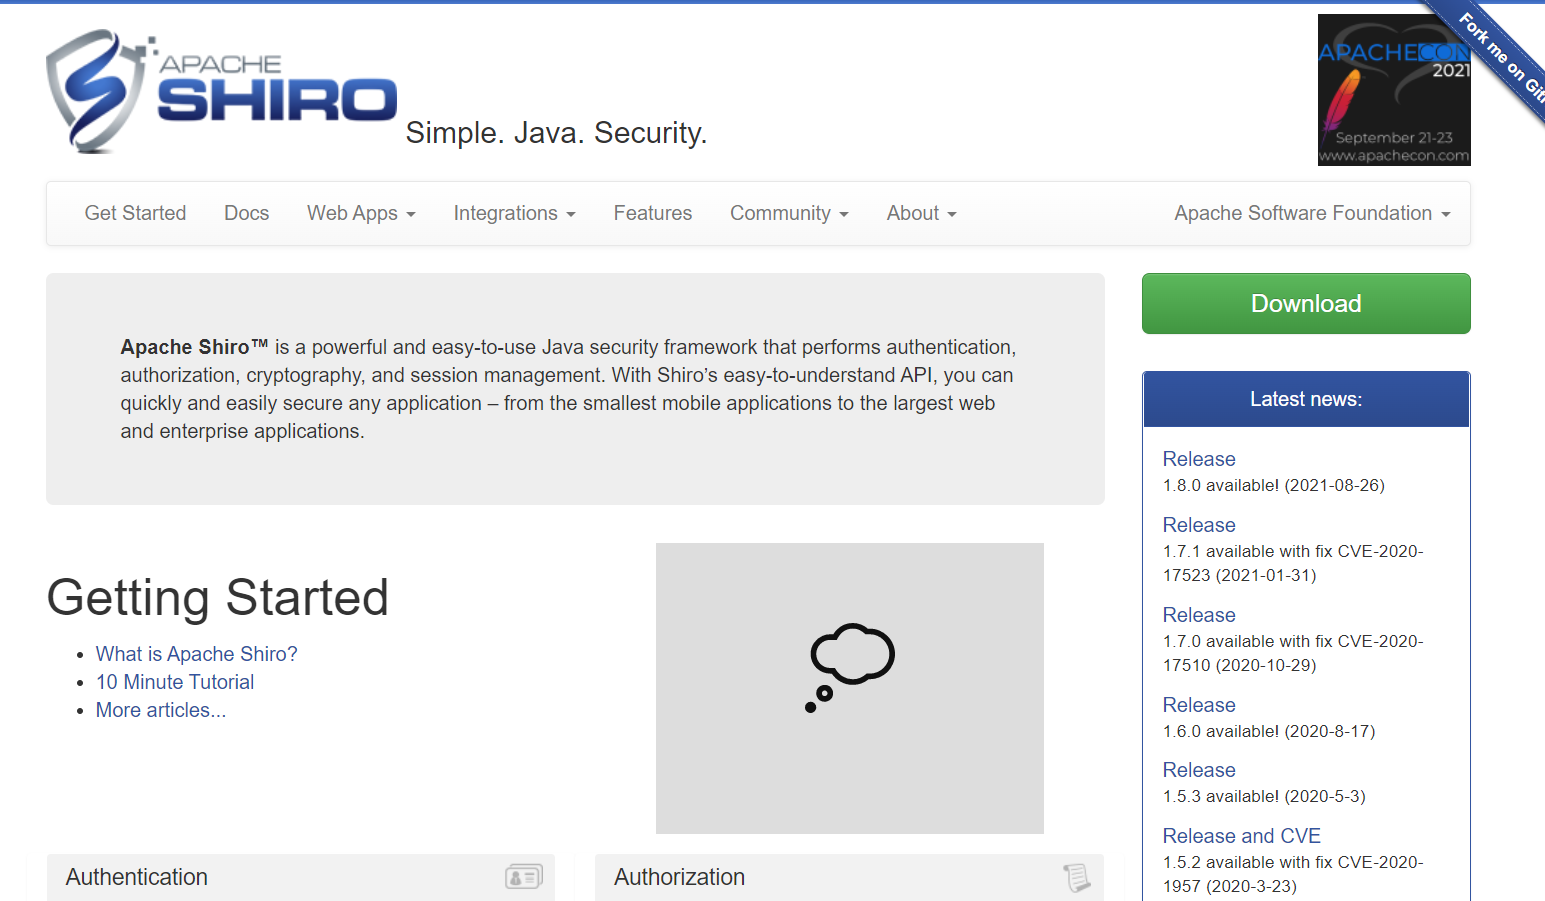 APACHE
SHIRO
Simple. Java. Security.
APACHECON
2021
September 21-23
www.apachecon.com
Fork me on
Get Started
Docs
Web Apps
Integrations
Features
Community
About
Apache Software Foundation
Apache Shiro™ is a powerful and easy-to-use Java security framework that performs authentication,
authorization, cryptography, and session management. With Shiro’s easy-to-understand API, you can
quickly and easily secure any application – from the smallest mobile applications to the largest web
and enterprise applications.
Getting Started
What is Apache Shiro?
10 Minute Tutorial
More articles...
Authentication
Authorization
Download
Latest news:
Release
1.8.0 available! (2021-08-26)
Release
1.7.1 available with fix CVE-2020-
17523 (2021-01-31)
Release
1.7.0 available with fix CVE-2020-
17510 (2020-10-29)
Release
1.6.0 available! (2020-8-17)
Release
1.5.3 available! (2020-5-3)
Release and CVE
1.5.2 available with fix CVE-2020-
1957 (2020-3-23)